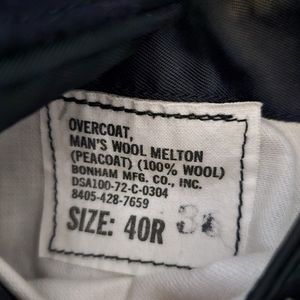 OVERCOAT,
MAN'S WOOL MELTON
(PEACOAT) (100% WOOL)
BONHAM MFG. CO., INC.
DSA100-72-C-0304
8405-428-7659
SIZE: 40R